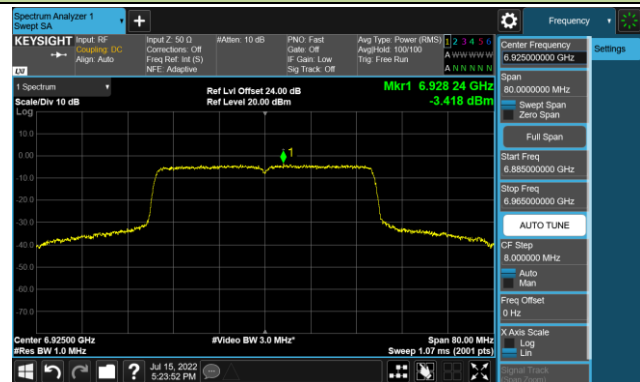 Spectrum Analyzer 1
Swept SA
+
Frequency
KEYSIGHT
Input: RF
Coupling: DC
Align: Auto
Input Z: 50 Ω
Corrections: Off
Freq Ref: Int (S)
NFE: Adaptive
#Atten: 10 dB
PNO: Fast
Gate: Off
IF Gain: Low
Sig Track: Off
Avg Type: Power (RMS)
Avg|Hold: 100/100
Trig: Free Run
1 2 3 4 5 6
A W W W W W
A N N N N N
LXI
1 Spectrum
Scale/Div 10 dB
Log
Ref Lvl Offset 24.00 dB
Ref Level 20.00 dBm
Mkr1 6.928 24 GHz
-3.418 dBm
10.0
0.00
-10.0
-20.0
-30.0
-40.0
-50.0
-60.0
-70.0
1
Center 6.92500 GHz
#Res BW 1.0 MHz
#Video BW 3.0 MHz*
Span 80.00 MHz
Sweep 1.07 ms (2001 pts)
Jul 15, 2022
5:23:52 PM
?
Center Frequency
6.925000000 GHz
Settings
Span
80.0000000 MHz
Swept Span
Zero Span
Full Span
Start Freq
6.885000000 GHz
Stop Freq
6.965000000 GHz
AUTO TUNE
CF Step
8.000000 MHz
Auto
Man
Freq Offset
0 Hz
X Axis Scale
Log
Lin
Signal Track
(Span Zoom)